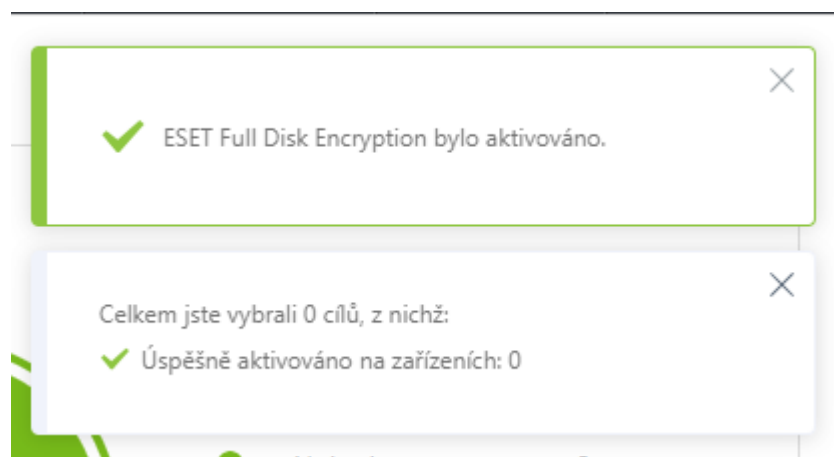 ESET Full Disk Encryption bylo aktivováno.
Celkem jste vybrali 0 cílů, z nichž:
Úspěšně aktivováno na zařízeních: 0